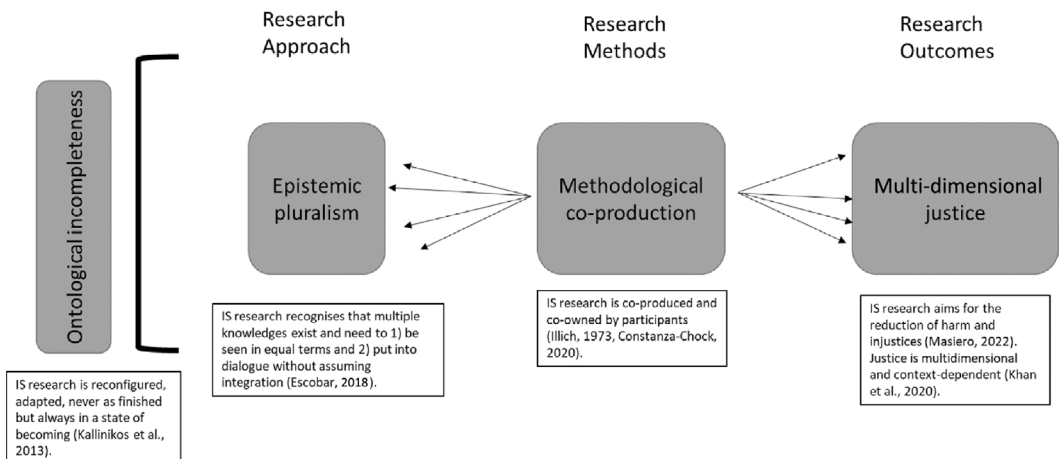 Research
Approach
Research
Methods
Research
Outcomes
Ontological incompleteness
Epistemic
pluralism
Methodological
co-production
Multi-dimensional
justice
IS research is reconfigured,
adapted, never as finished
but always in a state of
becoming (Kallinikos et al.,
2013).
IS research recognises that multiple
knowledges exist and need to 1) be
seen in equal terms and 2) put into
dialogue without assuming
integration (Escobar, 2018).
IS research is co-produced and
co-owned by participants
(Illich, 1973, Constanza-Chock,
2020).
IS research aims for the
reduction of harm and
injustices (Masiero, 2022).
Justice is multidimensional
and context-dependent (Khan
et al., 2020).